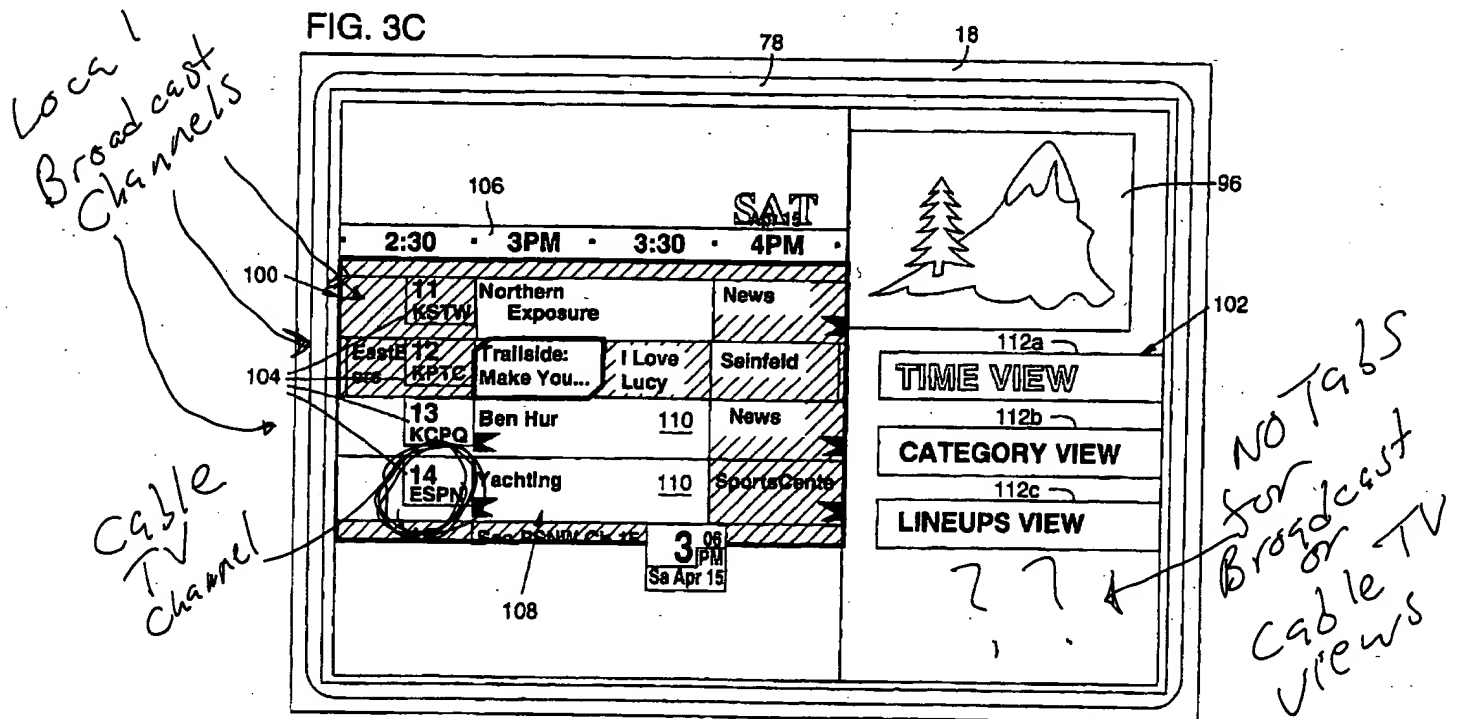 FIG. 3C
78
18
Local
Broadcast
Channels
106
SAT
2:30 · 3PM · 3:30 · 4PM ·
96
100
11
KSTW
Northern
Exposure
News
102
104
12
KPTC
Trailside:
Make You...
I Love
Lucy
Seinfeld
112a
TIME VIEW
13
KCPQ
Ben Hur
110
News
112b
CATEGORY VIEW
14
ESPN
Yachting
110
SportsCente
112c
LINEUPS VIEW
3 06
PM
Sa Apr 15
108
Cable
TV
Channel
? ?
NO Tabs
for
Broadcast
or
Cable TV
views